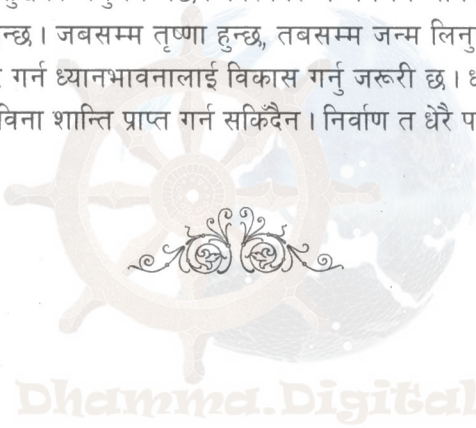 न्छ। जबसम्म तृष्णा हुन्छ, तबसम्म जन्म लिनु
गर्न ध्यानभावनालाई विकास गर्नु जरूरी छ।
विना शान्ति प्राप्त गर्न सकिँदैन। निर्वाण त धेरै प
Dhamma.Digital